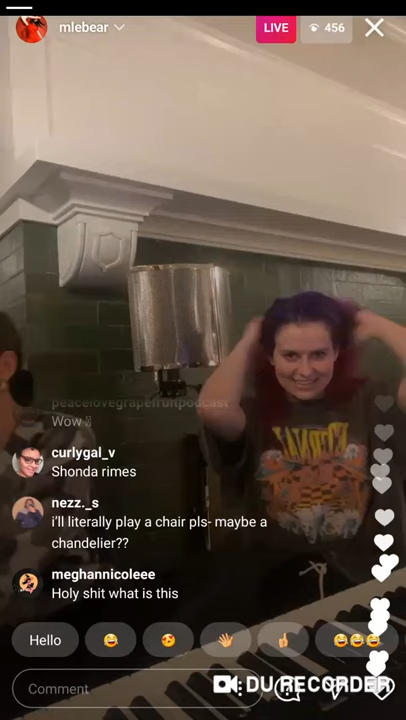 mlebear
LIVE
456
peacelovegrapefruitpodcast
Wow
curlygal_v
Shonda rimes
nezz._s
i'll literally play a chair pls- maybe a
chandelier??
meghannicoleee
Holy shit what is this
Hello
Comment
DU RECORDER